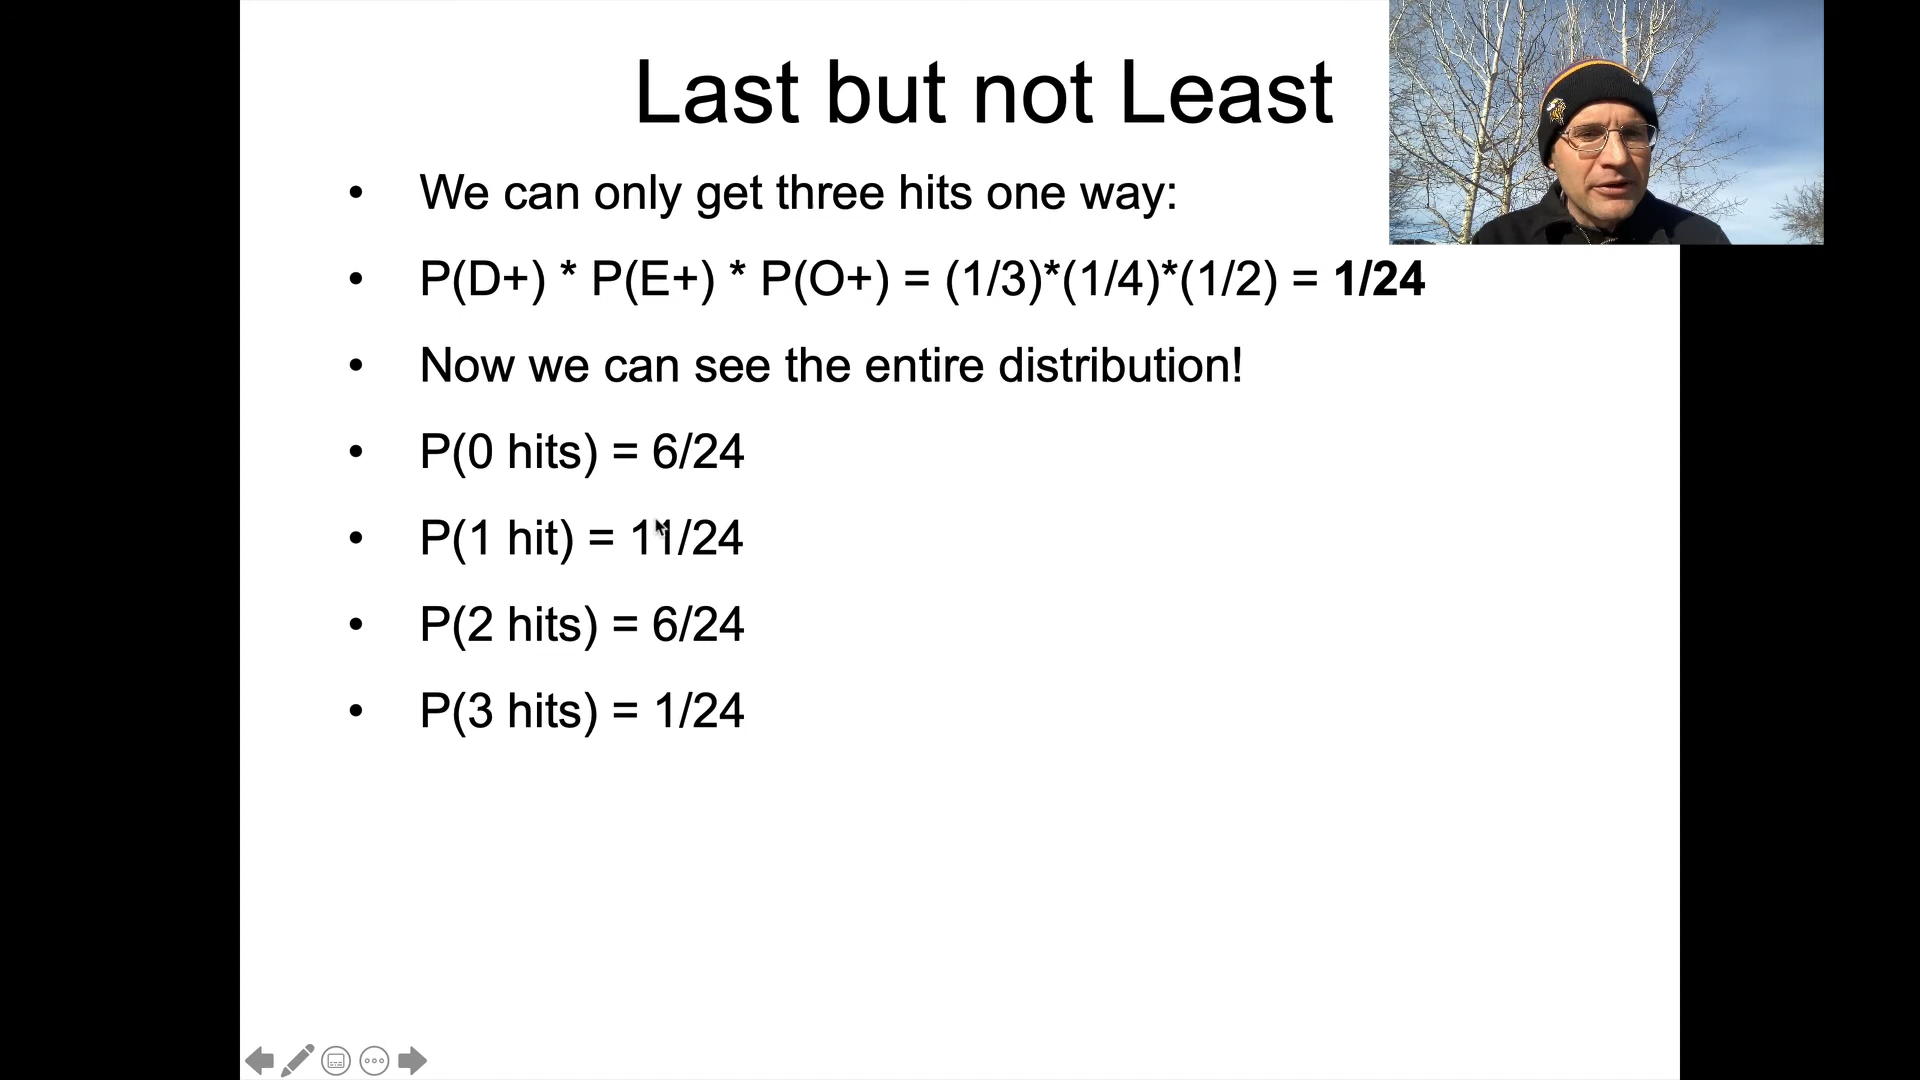 Last but not Least
• We can only get three hits one way:
• P(D+) * P(E+) * P(O+) = (1/3)*(1/4)*(1/2) = 1/24
• Now we can see the entire distribution!
• P(0 hits) = 6/24
• P(1 hit) = 11/24
• P(2 hits) = 6/24
• P(3 hits) = 1/24